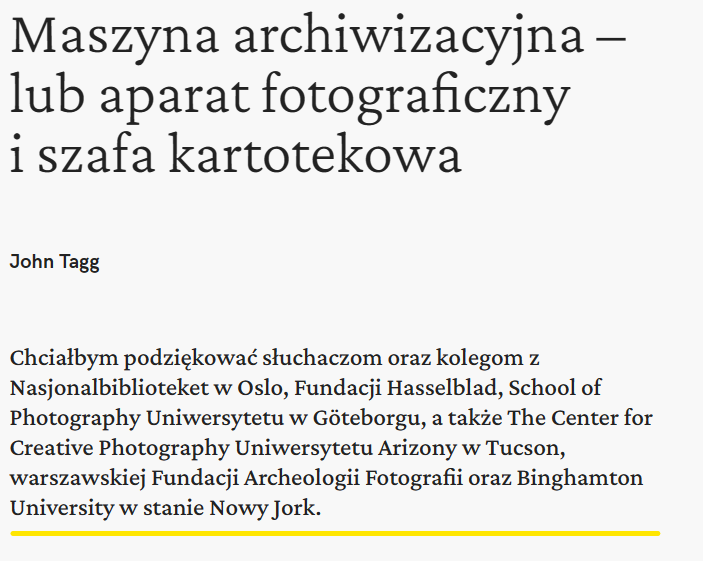 Maszyna archiwizacyjna –
lub aparat fotograficzny
i szafa kartotekowa
John Tagg
Chciałbym podziękować słuchaczom oraz kolegom z
Nasjonalbiblioteket w Oslo, Fundacji Hasselblad, School of
Photography Uniwersytetu w Göteborgu, a także The Center for
Creative Photography Uniwersytetu Arizony w Tucson,
warszawskiej Fundacji Archeologii Fotografii oraz Binghamton
University w stanie Nowy Jork.